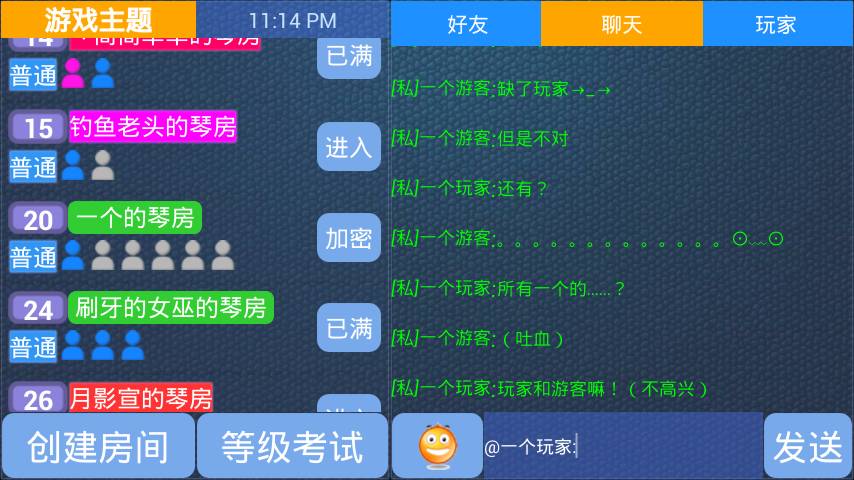 游戏主题
11:14 PM
好友
聊天
玩家
14
已满
普通
15
钓鱼老头的琴房
进入
普通
20
一个的琴房
加密
普通
24
刷牙的女巫的琴房
已满
普通
26
月影宣的琴房
创建房间
等级考试
[私]一个游客:缺了玩家→_→
[私]一个游客:但是不对
[私]一个玩家:还有？
[私]一个游客:。。。。。。。。。。。。。⊙﹏⊙
[私]一个玩家:所有一个的......？
[私]一个游客:（吐血）
[私]一个玩家:玩家和游客嘛！（不高兴）
@一个玩家:
发送